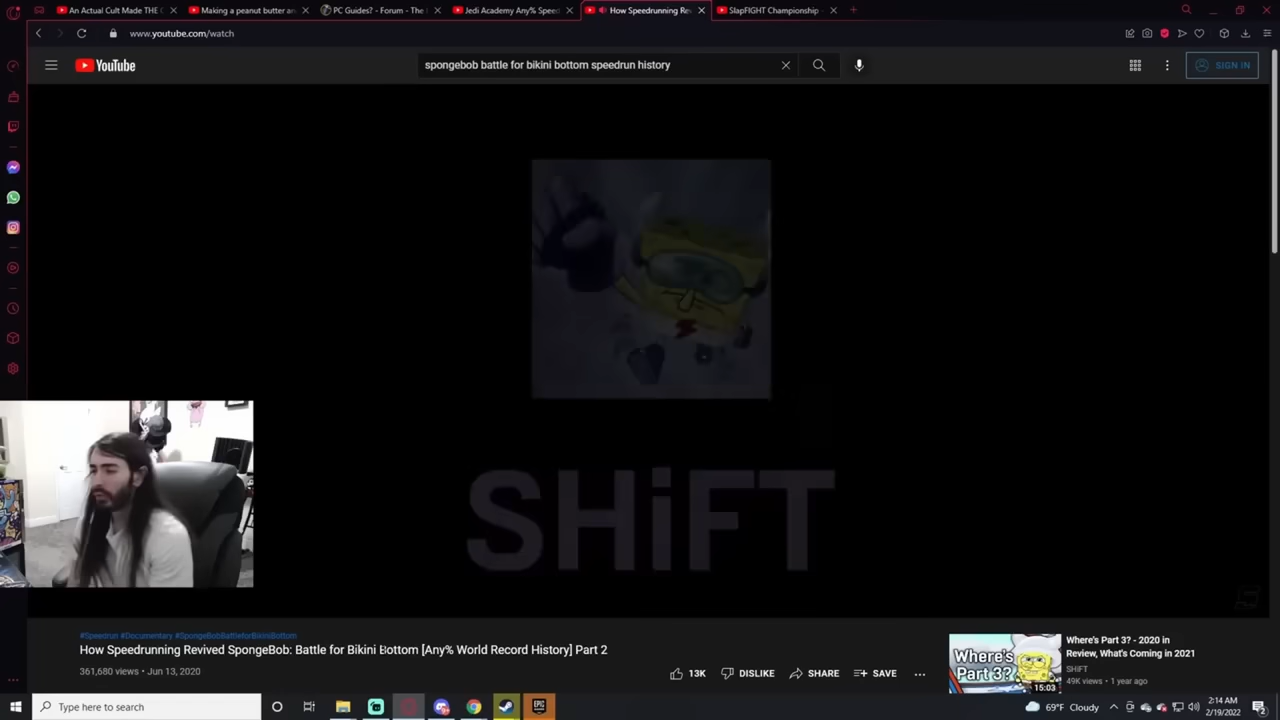 An Actual Cult Made THE C
Making a peanut butter an
PC Guides? - Forum - The
Jedi Academy Any% Speed
How Speedrunning Re
SlapFIGHT Championship -
www.youtube.com/watch
YouTube
spongebob battle for bikini bottom speedrun history
SIGN IN
SHiFT
#Speedrun #Documentary #SpongeBobBattleforBikiniBottom
How Speedrunning Revived SpongeBob: Battle for Bikini Bottom [Any% World Record History] Part 2
361,680 views • Jun 13, 2020
13K
DISLIKE
SHARE
SAVE
Where's
Part 3?
15:03
Where's Part 3? - 2020 in
Review, What's Coming in 2021
SHiFT
49K views • 1 year ago
Type here to search
69°F Cloudy
2:14 AM
2/19/2022
2